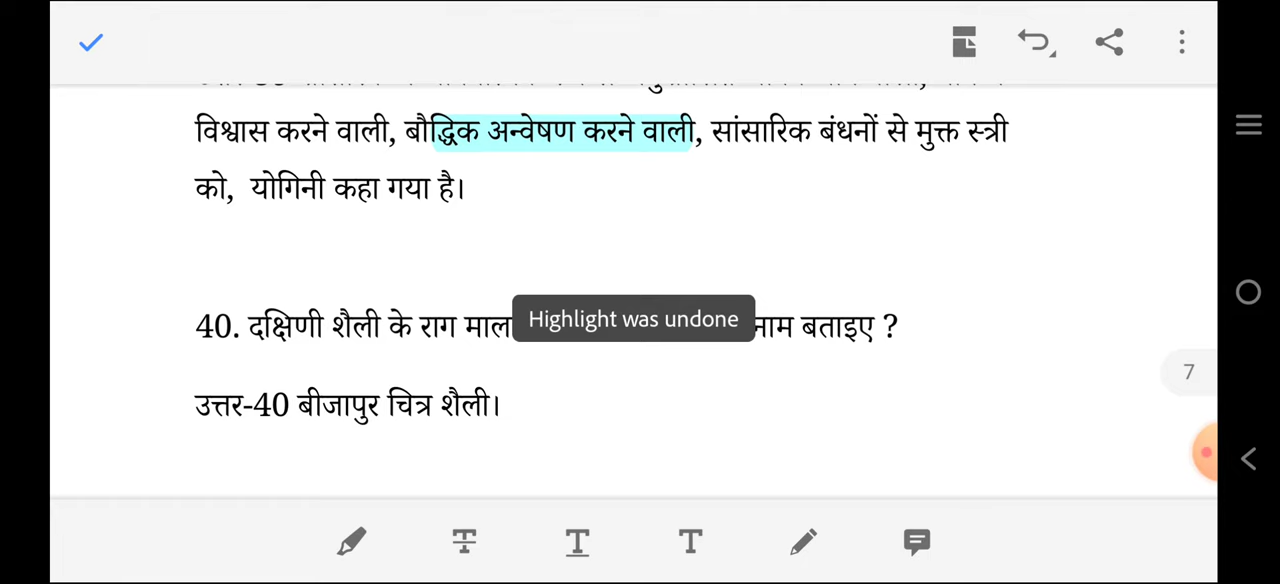 विश्वास करने वाली, बौद्धिक अन्वेषण करने वाली, सांसारिक बंधनों से मुक्त स्त्री
को, योगिनी कहा गया है।
40. दक्षिणी शैली के राग माल
Highlight was undone
नाम बताइए ?
7
उत्तर-40 बीजापुर चित्र शैली।
T
T
T